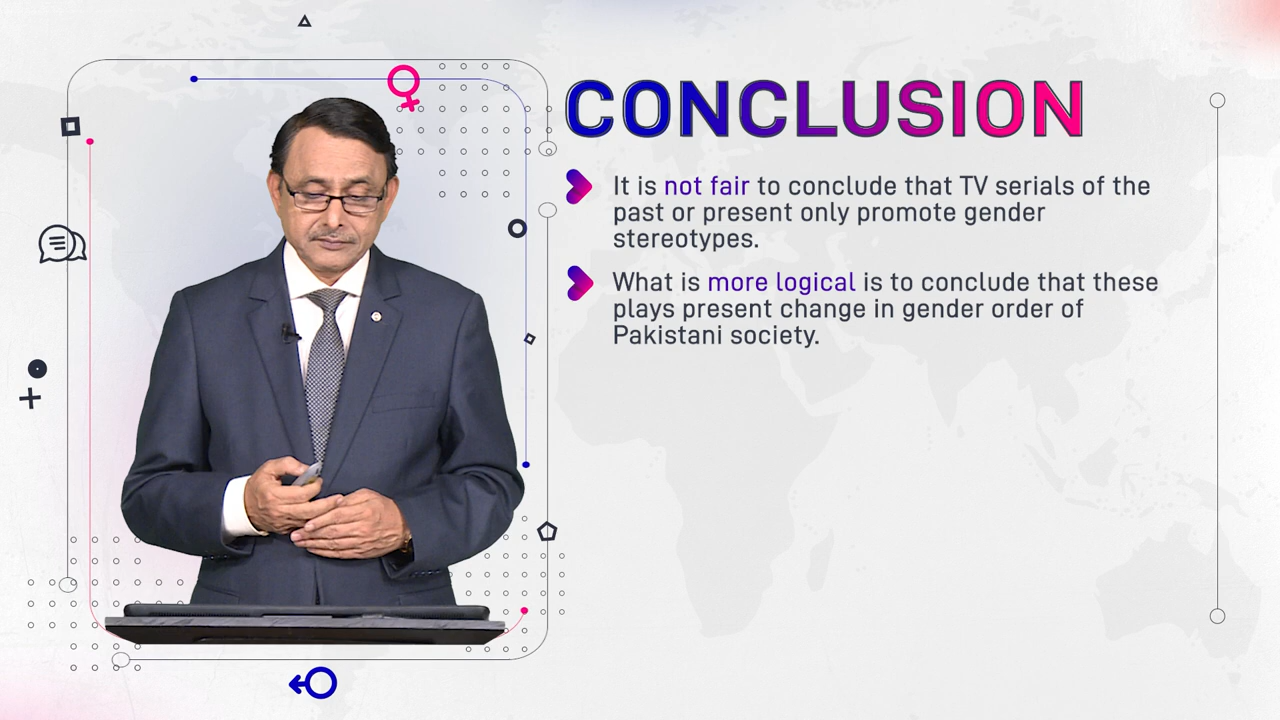 CONCLUSION
It is not fair to conclude that TV serials of the
past or present only promote gender
stereotypes.
What is more logical is to conclude that these
plays present change in gender order of
Pakistani society.